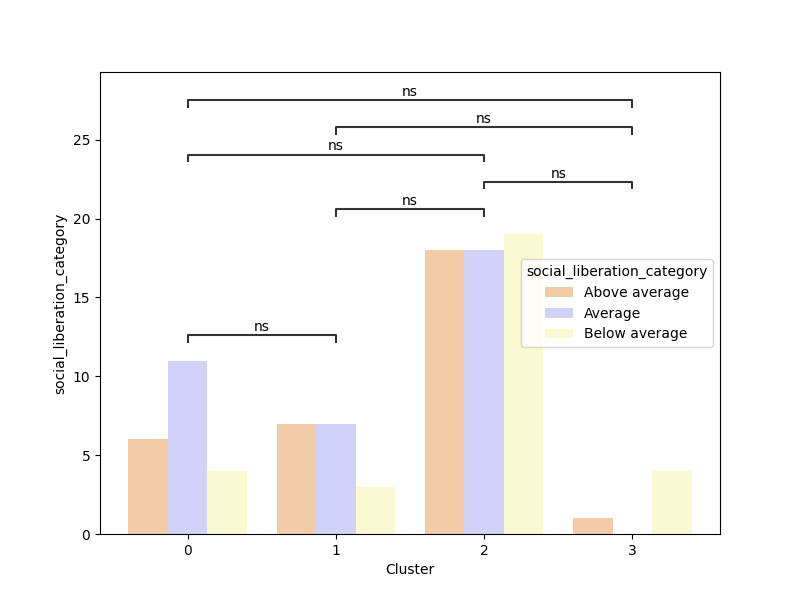 ns
ns
ns
ns
ns
ns
social_liberation_category
Above average
Average
Below average
social_liberation_category
25
20
15
10
5
0
0 1 2 3
Cluster